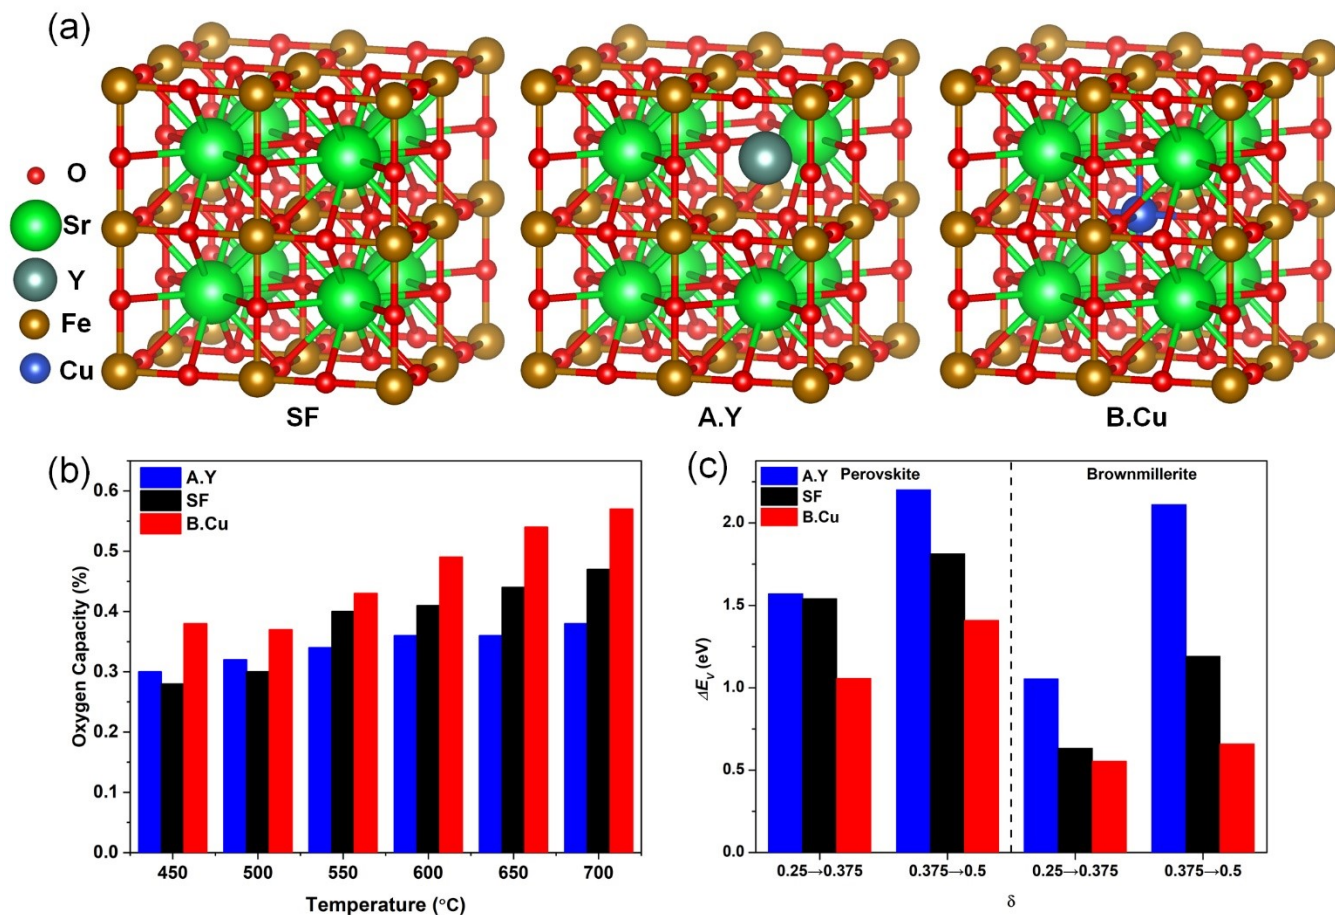 (a)
O
Sr
Y
Fe
Cu
SF
A.Y
B.Cu
(b)
A.Y
SF
B.Cu
0.6
0.5
0.4
0.3
0.2
0.1
0.0
Oxygen Capacity (%)
450 500 550 600 650 700
Temperature (°C)
(c)
A.Y
SF
B.Cu
Perovskite
Brownmillerite
2.0
1.5
1.0
0.5
0.0
ΔEᵥ (eV)
0.25→0.375 0.375→0.5 0.25→0.375 0.375→0.5
δ